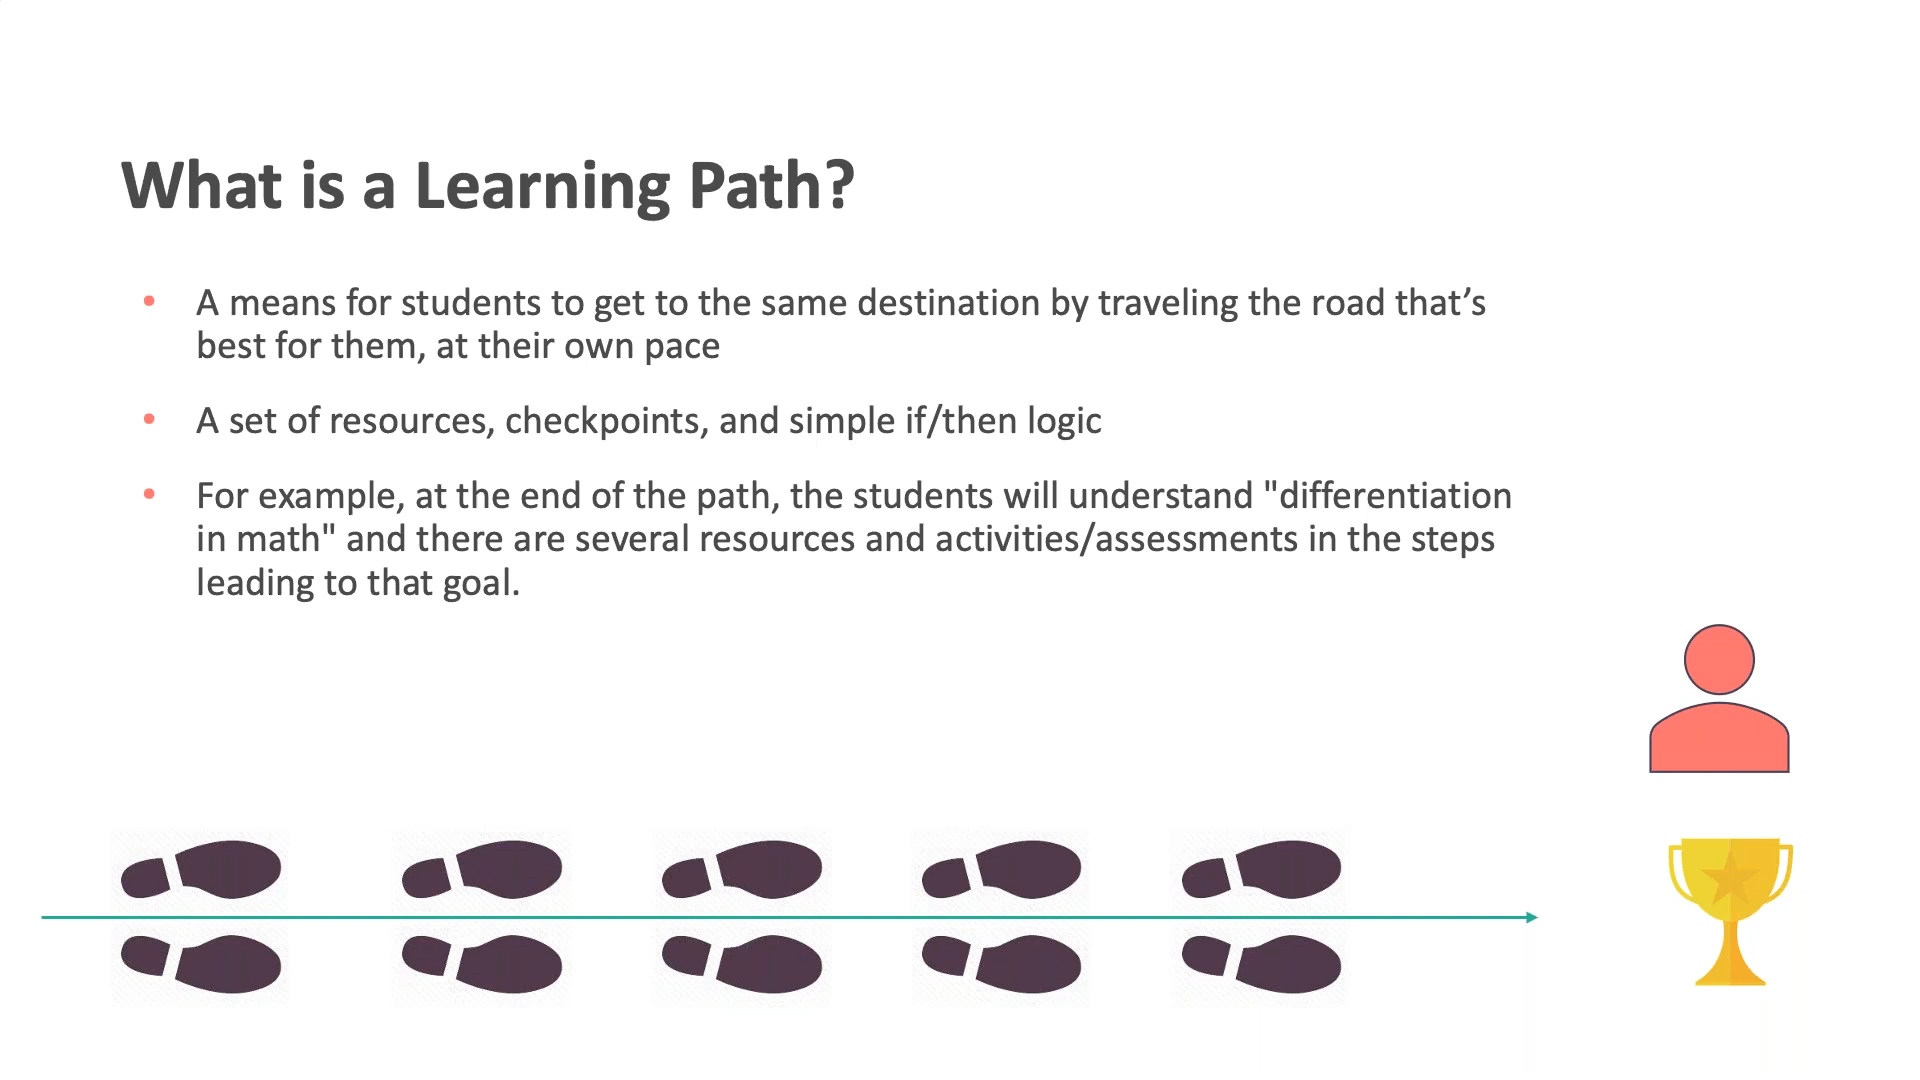 What is a Learning Path?
• A means for students to get to the same destination by traveling the road that’s
best for them, at their own pace
• A set of resources, checkpoints, and simple if/then logic
• For example, at the end of the path, the students will understand "differentiation
in math" and there are several resources and activities/assessments in the steps
leading to that goal.